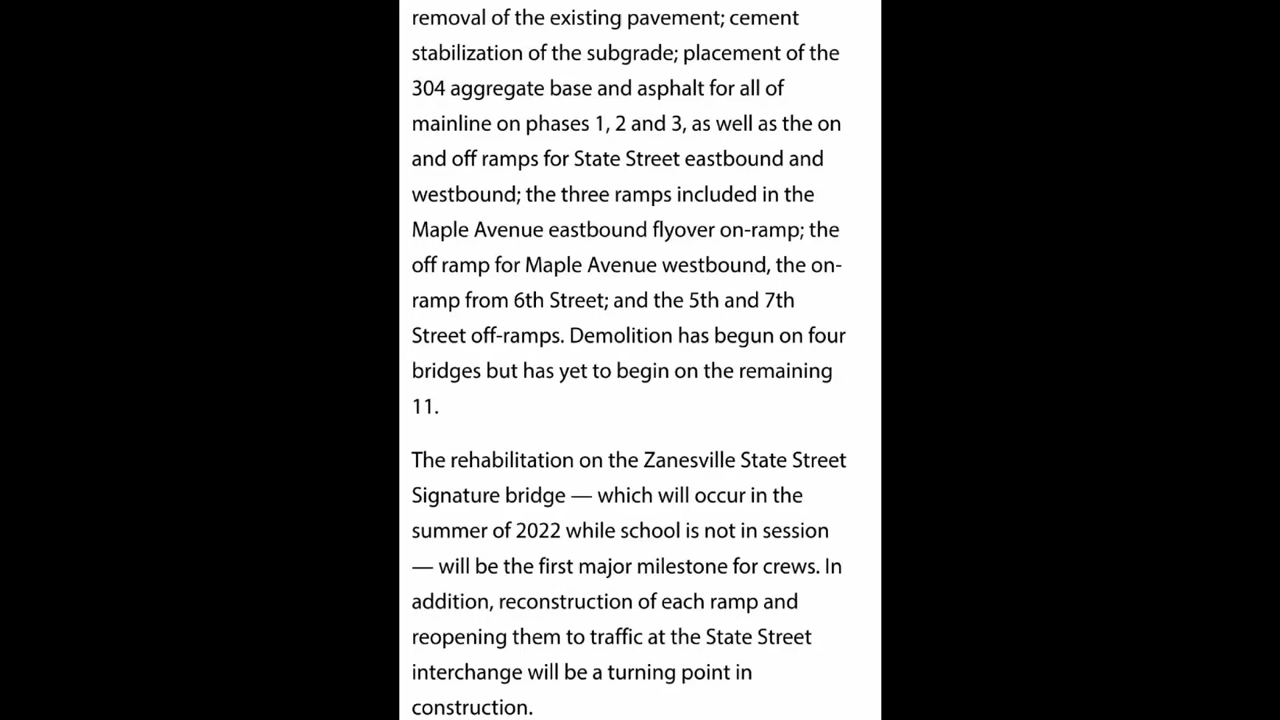 removal of the existing pavement; cement
stabilization of the subgrade; placement of the
304 aggregate base and asphalt for all of
mainline on phases 1, 2 and 3, as well as the on
and off ramps for State Street eastbound and
westbound; the three ramps included in the
Maple Avenue eastbound flyover on-ramp; the
off ramp for Maple Avenue westbound, the on-
ramp from 6th Street; and the 5th and 7th
Street off-ramps. Demolition has begun on four
bridges but has yet to begin on the remaining
11.
The rehabilitation on the Zanesville State Street
Signature bridge — which will occur in the
summer of 2022 while school is not in session
— will be the first major milestone for crews. In
addition, reconstruction of each ramp and
reopening them to traffic at the State Street
interchange will be a turning point in
construction.